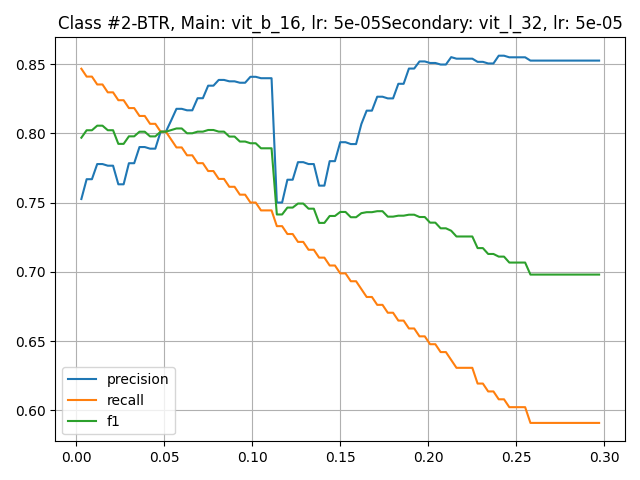 Class #2-BTR, Main: vit_b_16, lr: 5e-05Secondary: vit_l_32, lr: 5e-05
0.85
0.80
0.75
0.70
0.65
0.60
precision
recall
f1
0.00 0.05 0.10 0.15 0.20 0.25 0.30